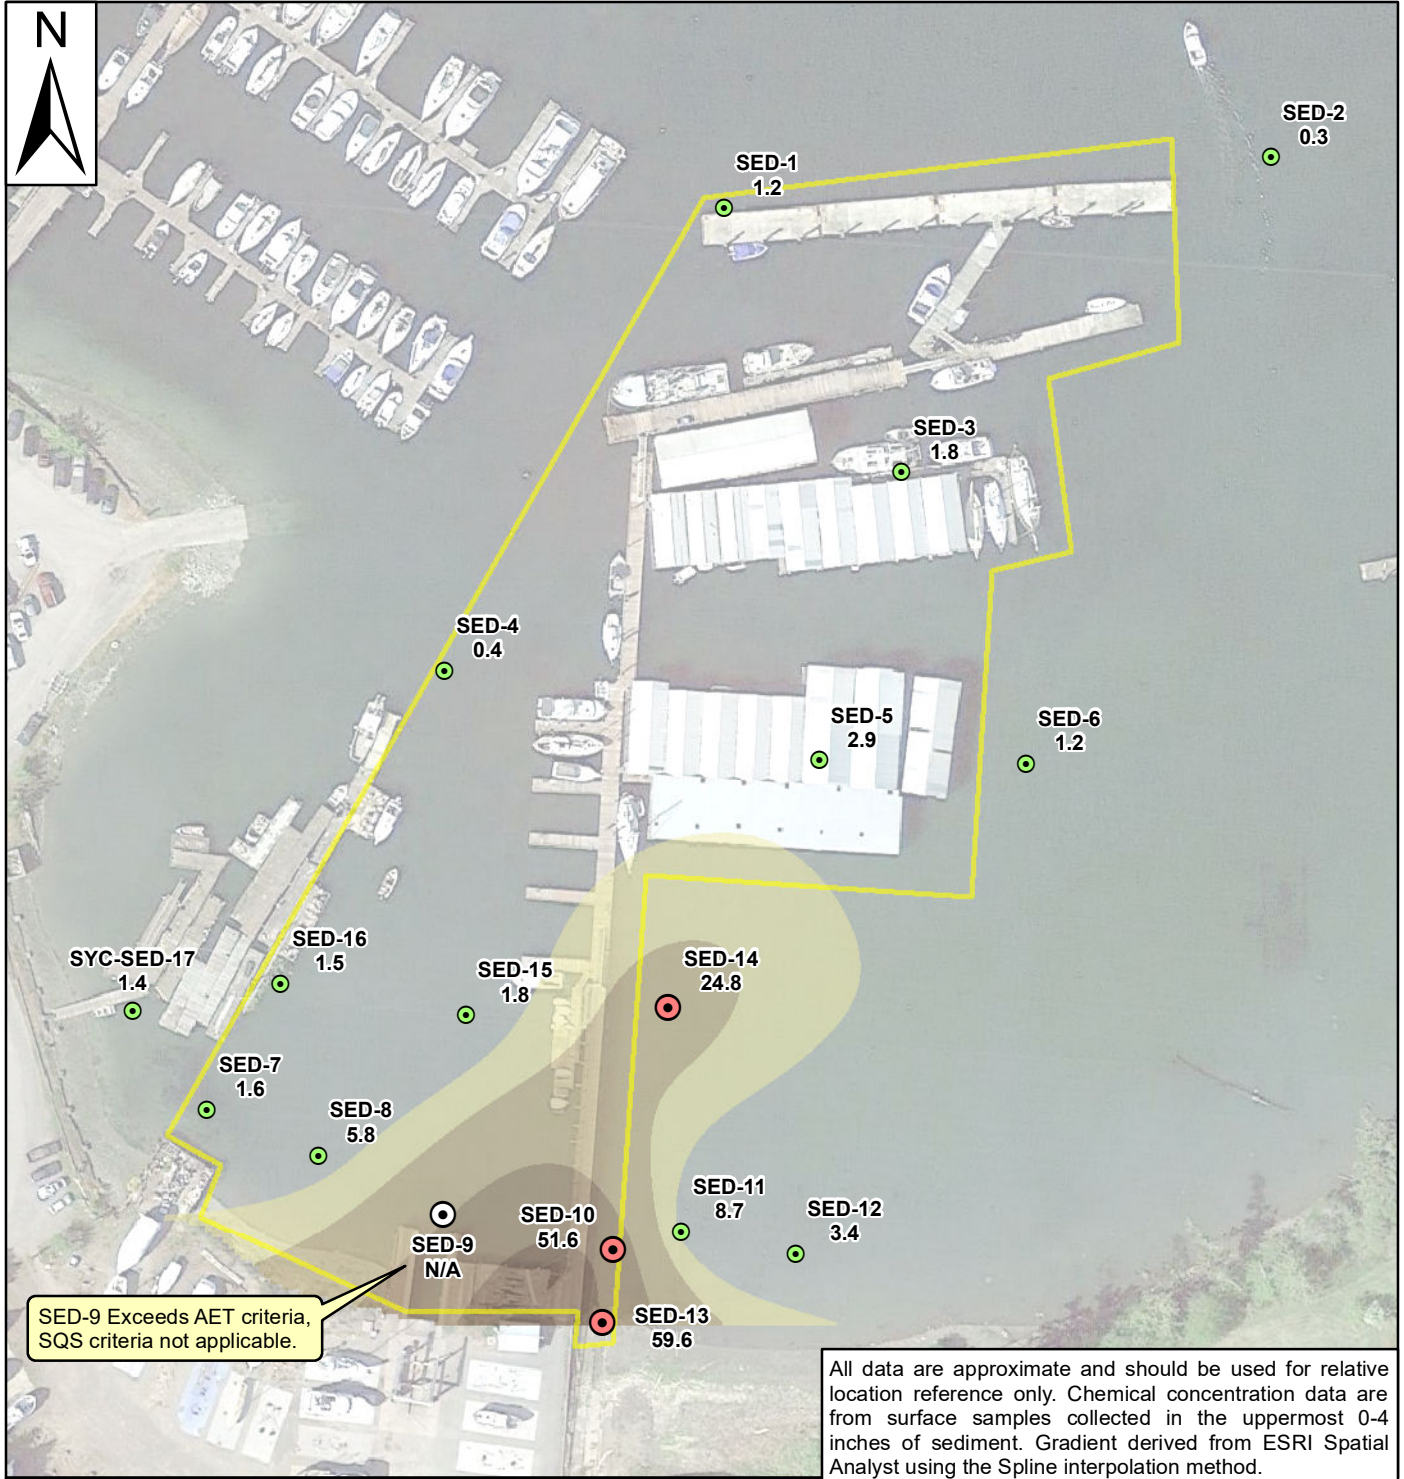 N
SED-2
0.3
SED-1
1.2
SED-3
1.8
SED-4
0.4
SED-5
2.9
SED-6
1.2
SED-16
1.5
SYC-SED-17
1.4
SED-15
1.8
SED-14
24.8
SED-7
1.6
SED-8
5.8
SED-11
8.7
SED-12
3.4
SED-10
51.6
SED-9
N/A
SED-13
59.6
SED-9 Exceeds AET criteria,
SQS criteria not applicable.
All data are approximate and should be used for relative
location reference only. Chemical concentration data are
from surface samples collected in the uppermost 0-4
inches of sediment. Gradient derived from ESRI Spatial
Analyst using the Spline interpolation method.